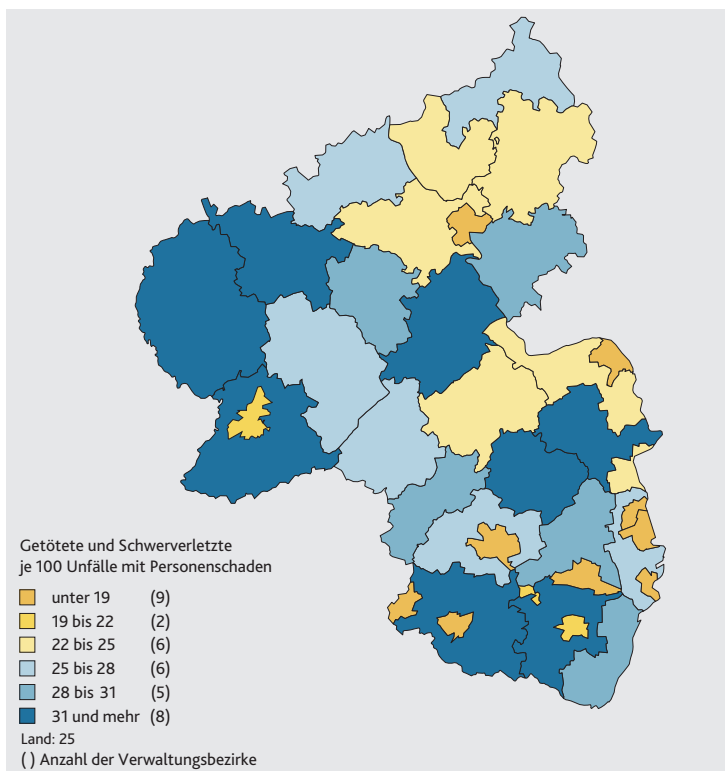 Getötete und Schwerverletzte
je 100 Unfälle mit Personenschaden
unter 19 (9)
19 bis 22 (2)
22 bis 25 (6)
25 bis 28 (6)
28 bis 31 (5)
31 und mehr (8)
Land: 25
( ) Anzahl der Verwaltungsbezirke